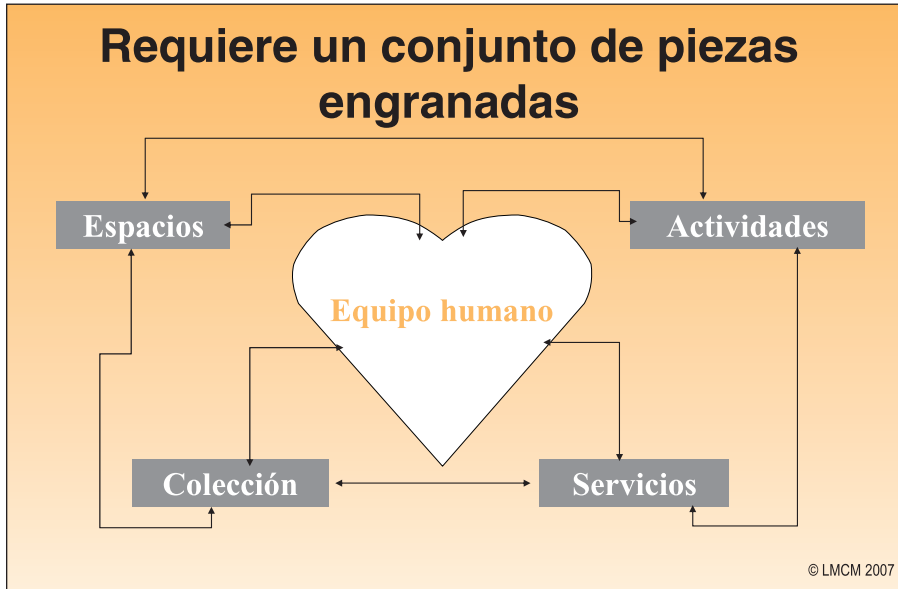 Requiere un conjunto de piezas
engranadas
Espacios
Actividades
Equipo humano
Colección
Servicios
© LMCM 2007